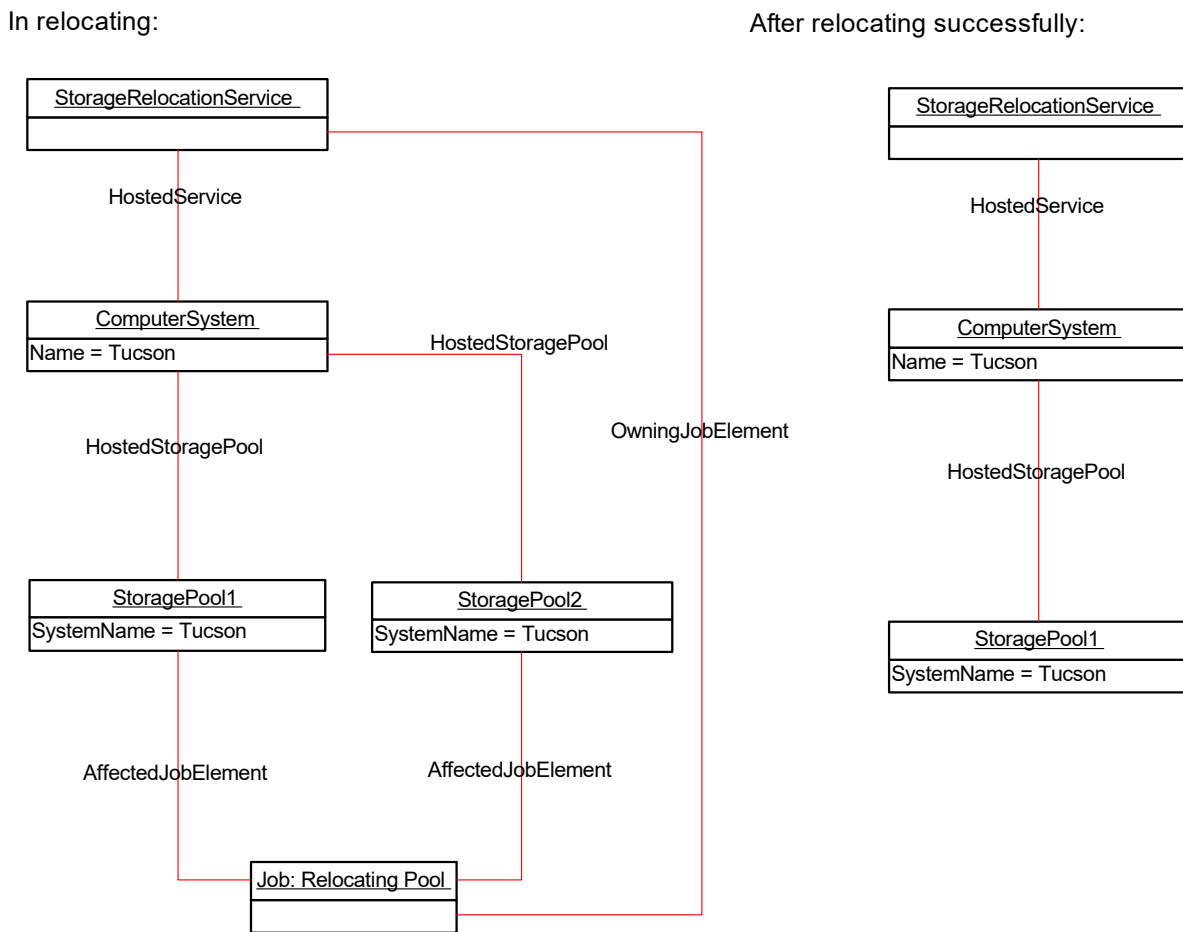 In relocating:
After relocating successfully:
StorageRelocationService
HostedService
ComputerSystem
Name = Tucson
HostedStoragePool
OwningJobElement
HostedStoragePool
StoragePool1
SystemName = Tucson
StoragePool2
SystemName = Tucson
AffectedJobElement
AffectedJobElement
Job: Relocating Pool
StorageRelocationService
HostedService
ComputerSystem
Name = Tucson
HostedStoragePool
StoragePool1
SystemName = Tucson